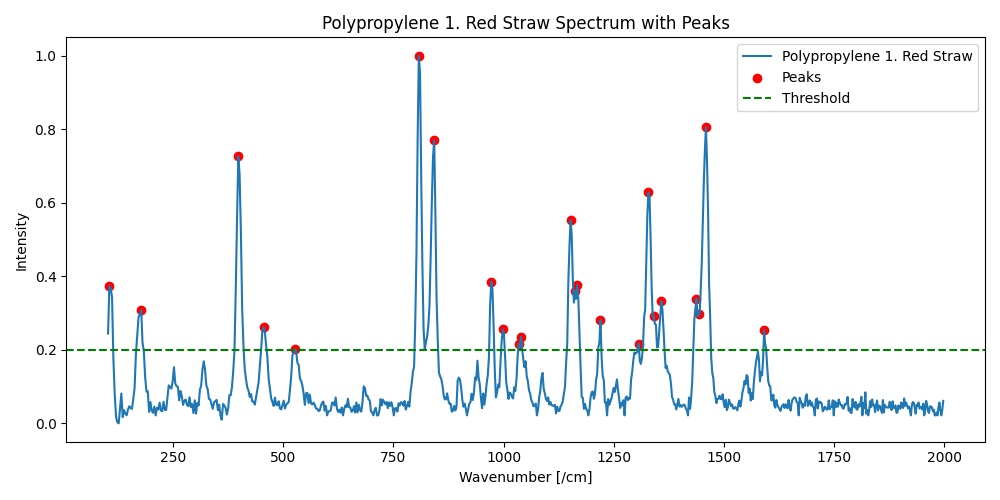 Polypropylene 1. Red Straw Spectrum with Peaks
Polypropylene 1. Red Straw
Peaks
Threshold
Intensity
1.0
0.8
0.6
0.4
0.2
0.0
250 500 750 1000 1250 1500 1750 2000
Wavenumber [/cm]